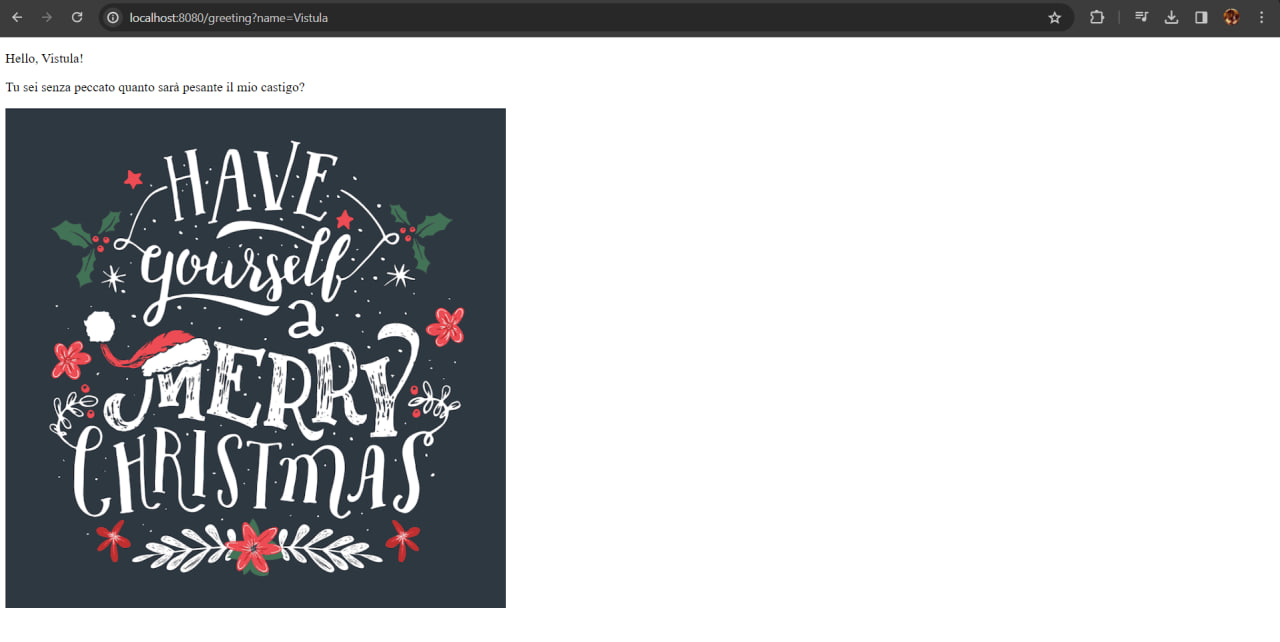 localhost:8080/greeting?name=Vistula
Hello, Vistula!
Tu sei senza peccato quanto sarà pesante il mio castigo?
HAVE
yourself
a
MERRY
CHRISTMAS